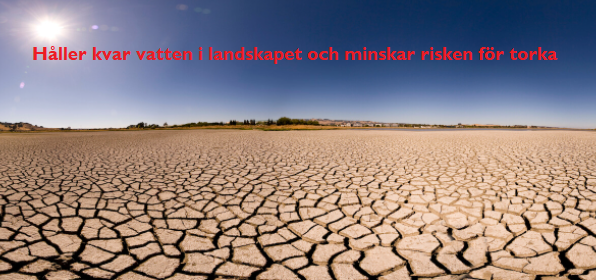 Håller kvar vatten i landskapet och minskar risken för torka